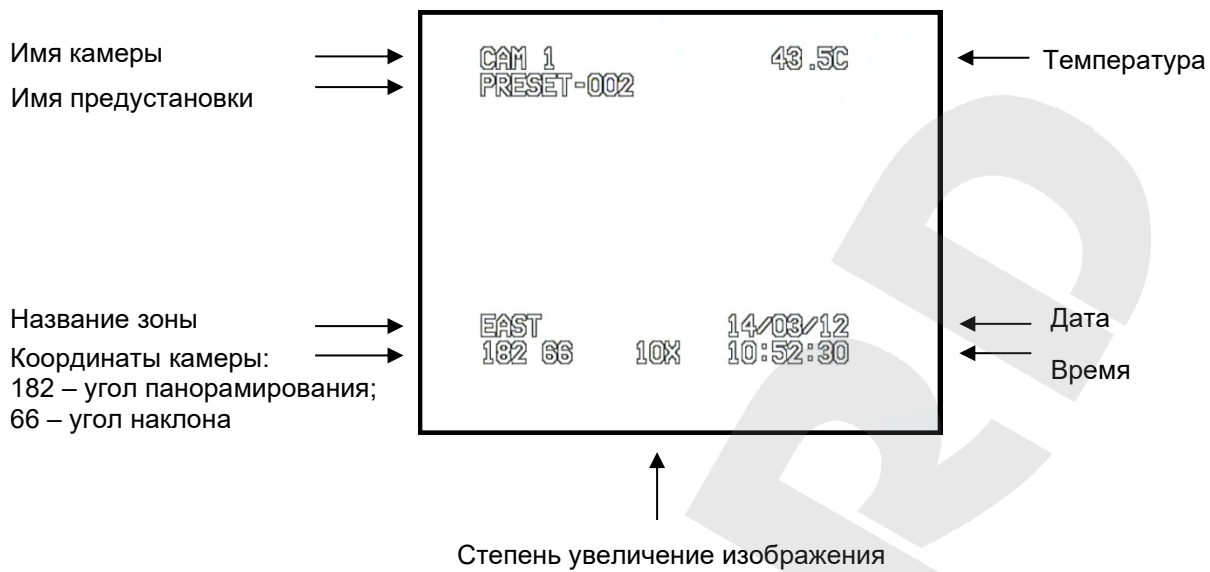 Имя камеры
Имя предустановки
CAM 1 43.5C
PRESET-002
Температура
Название зоны
Координаты камеры:
182 – угол панорамирования;
66 – угол наклона
EAST 14/03/12
182 66 10X 10:52:30
Дата
Время
Степень увеличение изображения